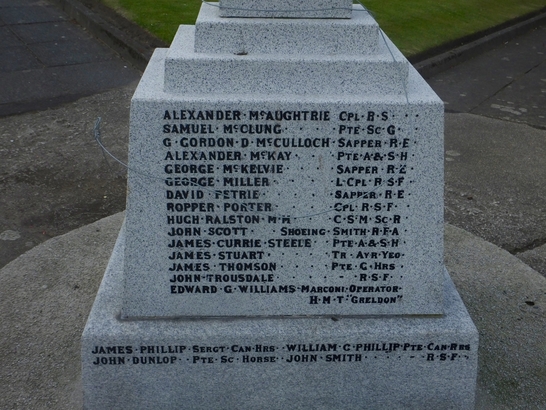 ALEXANDER · McAUGHTRIE CPL · R · S · · ·
SAMUEL · McCLUNG · · · · PTE · Sc · G ·
G · GORDON · D · McCULLOCH · SAPPER · R · E
ALEXANDER · McKAY · · · PTE · A & S · H
GEORGE · McKELVIE · · · SAPPER · R · E
GEORGE · MILLER · · · · L · CPL · R · S · F ·
DAVID · PETRIE · · · · SAPPER · R · E
ROPPER · PORTER · · · · CPL · R · S · F ·
HUGH · RALSTON · M · M · · · C · S · M · Sc · R
JOHN · SCOTT · · SHOEING · SMITH · R · F · A
JAMES · CURRIE · STEELE · PTE · A & S · H
JAMES · STUART · · · · TR · AYR · YEO ·
JAMES · THOMSON · · · · PTE · G · HRS ·
JOHN · TROUSDALE · · · · · R · S · F ·
EDWARD · G · WILLIAMS · MARCONI · OPERATOR ·
H · M · T · "GRELDON"
JAMES · PHILLIP · SERGT · CAN · HRS · · WILLIAM · C · PHILLIP · PTE · CAN · HRS
JOHN · DUNLOP · · PTE · Sc · HORSE · JOHN · SMITH · · · · · R · S · F ·